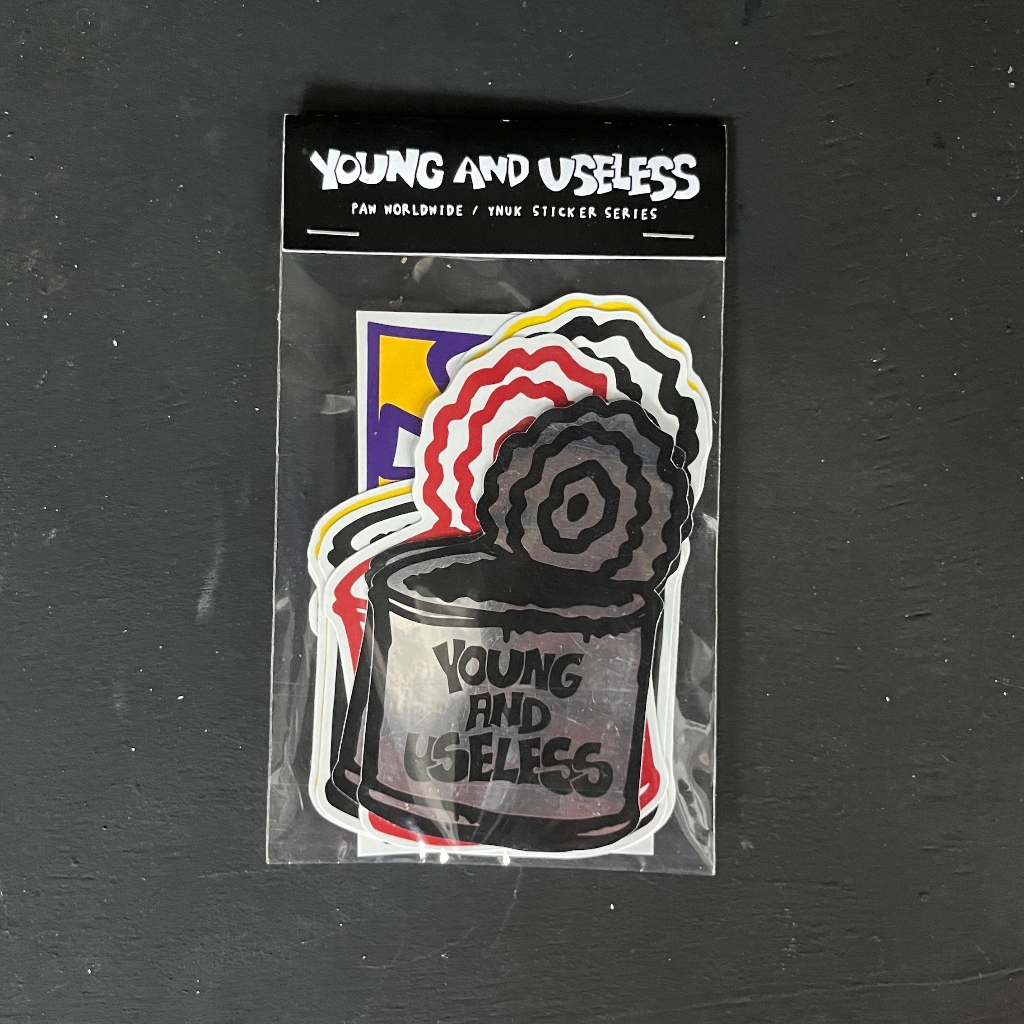 YOUNG AND USELESS
PAW WORLDWIDE / YNUK STICKER SERIES
YOUNG
AND
USELESS